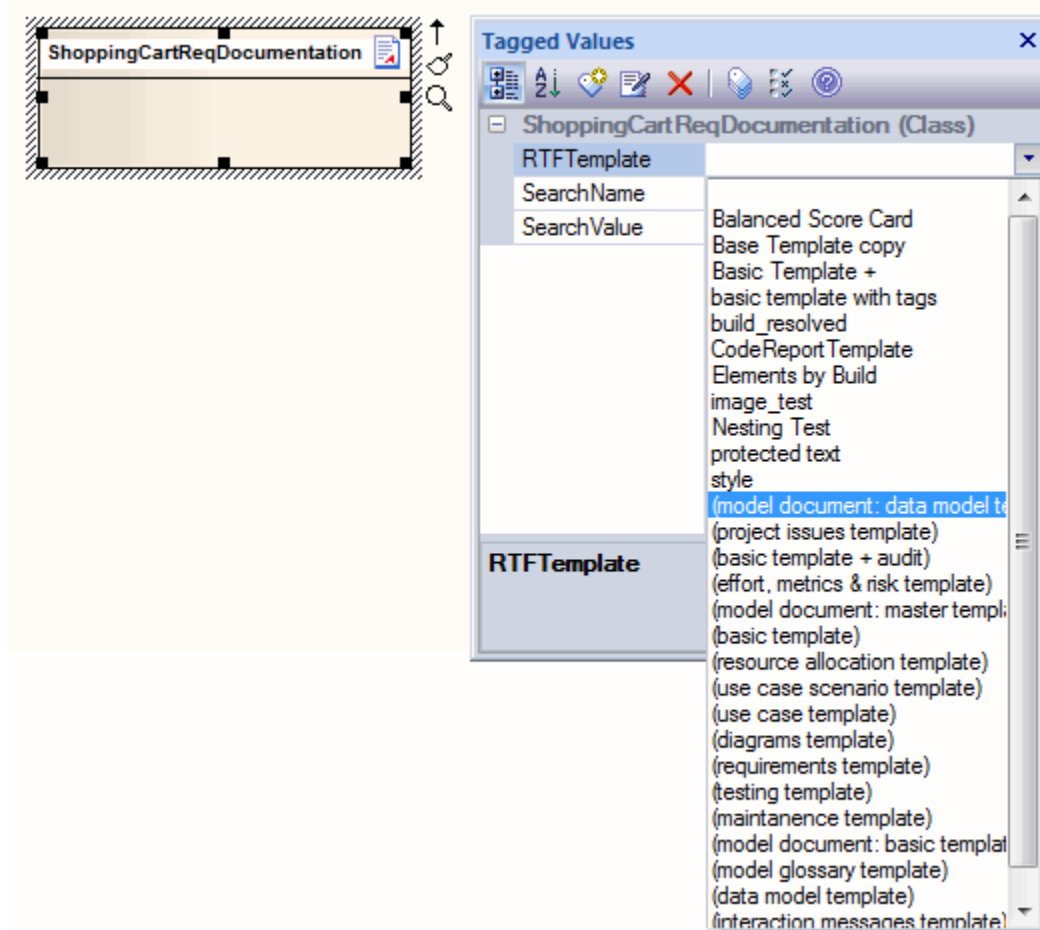 ShoppingCartReqDocumentation
Tagged Values
ShoppingCartReqDocumentation (Class)
RTFTemplate
SearchName
SearchValue
Balanced Score Card
Base Template copy
Basic Template +
basic template with tags
build_resolved
CodeReportTemplate
Elements by Build
image_test
Nesting Test
protected text
style
(model document: data model te
(project issues template)
(basic template + audit)
(effort, metrics & risk template)
(model document: master templa
(basic template)
(resource allocation template)
(use case scenario template)
(use case template)
(diagrams template)
(requirements template)
(testing template)
(maintanence template)
(model document: basic templat
(model glossary template)
(data model template)
(interaction messages template)
RTFTemplate